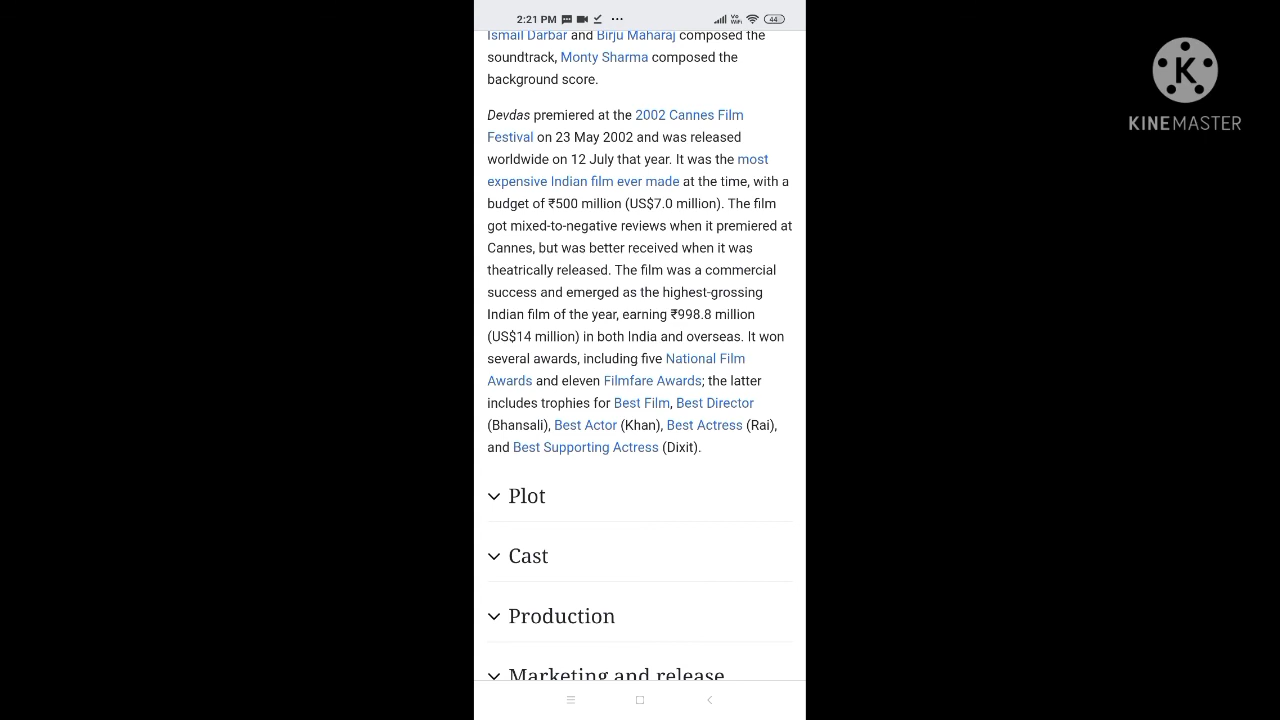 2:21 PM
Vo
WiFi
44
Ismail Darbar and Birju Maharaj composed the
soundtrack, Monty Sharma composed the
background score.
Devdas premiered at the 2002 Cannes Film
Festival on 23 May 2002 and was released
worldwide on 12 July that year. It was the most
expensive Indian film ever made at the time, with a
budget of ₹500 million (US$7.0 million). The film
got mixed-to-negative reviews when it premiered at
Cannes, but was better received when it was
theatrically released. The film was a commercial
success and emerged as the highest-grossing
Indian film of the year, earning ₹998.8 million
(US$14 million) in both India and overseas. It won
several awards, including five National Film
Awards and eleven Filmfare Awards; the latter
includes trophies for Best Film, Best Director
(Bhansali), Best Actor (Khan), Best Actress (Rai),
and Best Supporting Actress (Dixit).
Plot
Cast
Production
Marketing and release
K
KINEMASTER